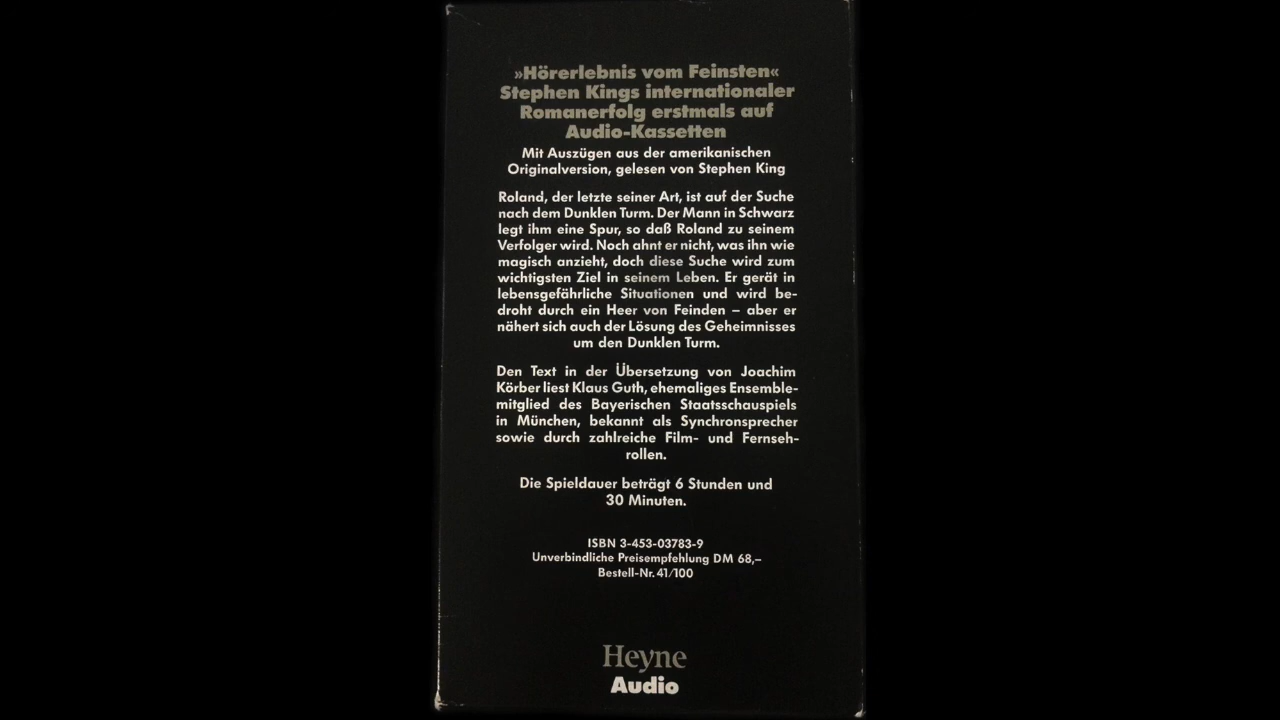 »Hörerlebnis vom Feinsten«
Stephen Kings internationaler
Romanerfolg erstmals auf
Audio-Kassetten
Mit Auszügen aus der amerikanischen
Originalversion, gelesen von Stephen King
Roland, der letzte seiner Art, ist auf der Suche
nach dem Dunklen Turm. Der Mann in Schwarz
legt ihm eine Spur, so daß Roland zu seinem
Verfolger wird. Noch ahnt er nicht, was ihn wie
magisch anzieht, doch diese Suche wird zum
wichtigsten Ziel in seinem Leben. Er gerät in
lebensgefährliche Situationen und wird be-
droht durch ein Heer von Feinden – aber er
nähert sich auch der Lösung des Geheimnisses
um den Dunklen Turm.
Den Text in der Übersetzung von Joachim
Körber liest Klaus Guth, ehemaliges Ensemble-
mitglied des Bayerischen Staatsschauspiels
in München, bekannt als Synchronsprecher
sowie durch zahlreiche Film- und Fernseh-
rollen.
Die Spieldauer beträgt 6 Stunden und
30 Minuten.
ISBN 3-453-03783-9
Unverbindliche Preisempfehlung DM 68,–
Bestell-Nr. 41/100
Heyne
Audio